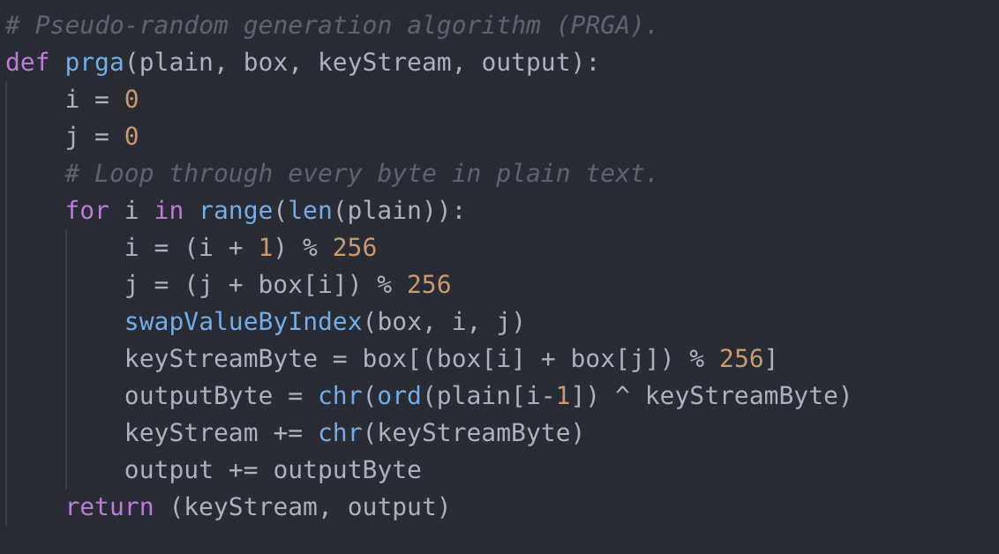 # Pseudo-random generation algorithm (PRGA).
def prga(plain, box, keyStream, output):
    i = 0
    j = 0
    # Loop through every byte in plain text.
    for i in range(len(plain)):
        i = (i + 1) % 256
        j = (j + box[i]) % 256
        swapValueByIndex(box, i, j)
        keyStreamByte = box[(box[i] + box[j]) % 256]
        outputByte = chr(ord(plain[i-1]) ^ keyStreamByte)
        keyStream += chr(keyStreamByte)
        output += outputByte
    return (keyStream, output)